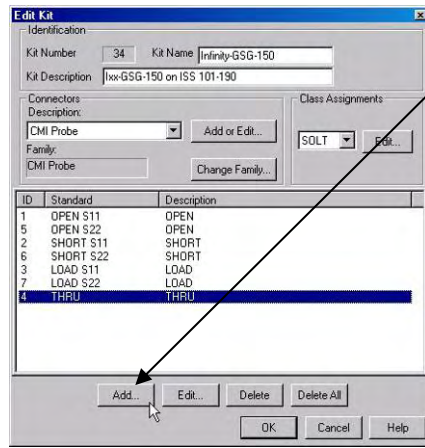 Edit Kit
Identification
Kit Number 34 Kit Name Infinity-GSG-150
Kit Description Ixx-GSG-150 on ISS 101-190
Connectors
Description:
CMI Probe
Add or Edit...
Family:
CMI Probe
Change Family...
Class Assignments
SOLT Edit...
ID Standard Description
1 OPEN S11 OPEN
5 OPEN S22 OPEN
2 SHORT S11 SHORT
6 SHORT S22 SHORT
3 LOAD S11 LOAD
7 LOAD S22 LOAD
4 THRU THRU
Add... Edit... Delete Delete All
OK Cancel Help